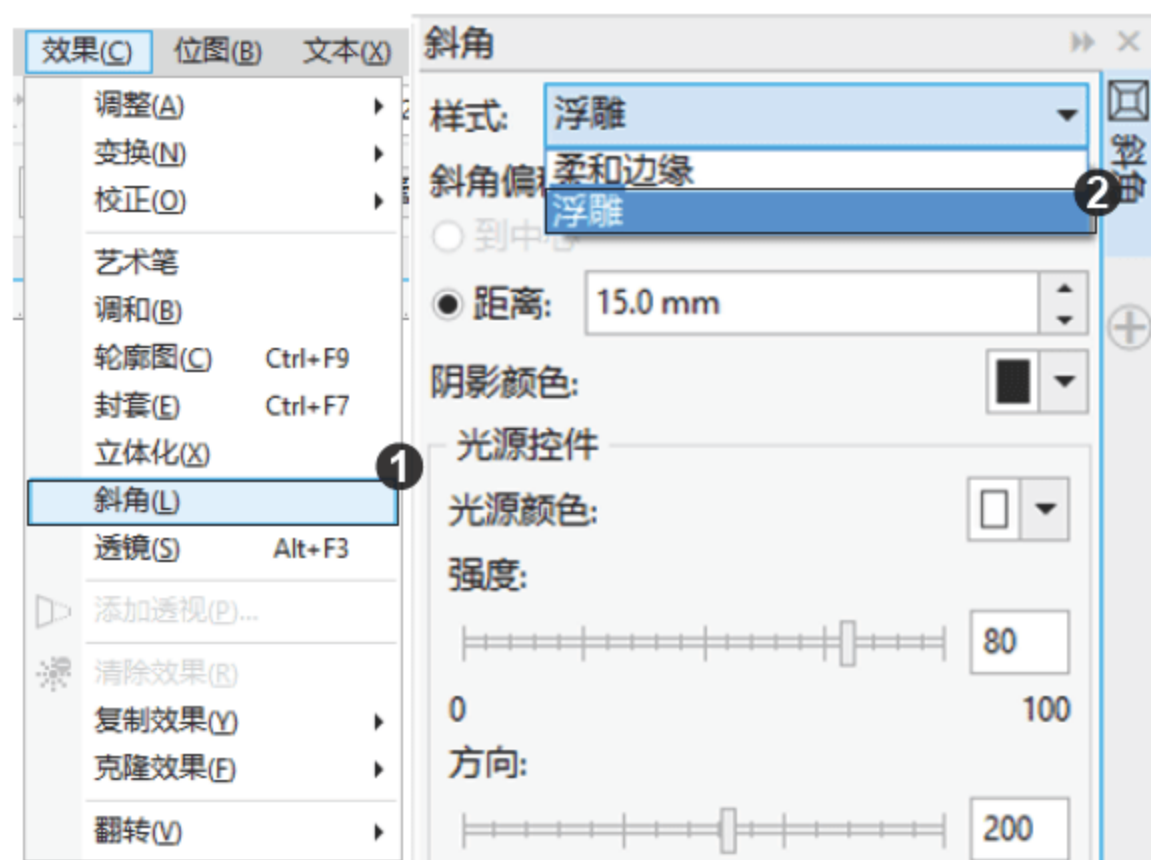 效果(C) 位图(B) 文本(X)
调整(A)
变换(N)
校正(O)
艺术笔
调和(B)
轮廓图(C) Ctrl+F9
封套(E) Ctrl+F7
立体化(X)
1
斜角(L)
透镜(S) Alt+F3
添加透视(P)...
清除效果(R)
复制效果(Y)
克隆效果(F)
翻转(V)
斜角
样式: 浮雕
柔和边缘
斜角偏
浮雕
2
斜角
到中心
距离: 15.0 mm
阴影颜色:
光源控件
光源颜色:
强度:
80
0 100
方向:
200